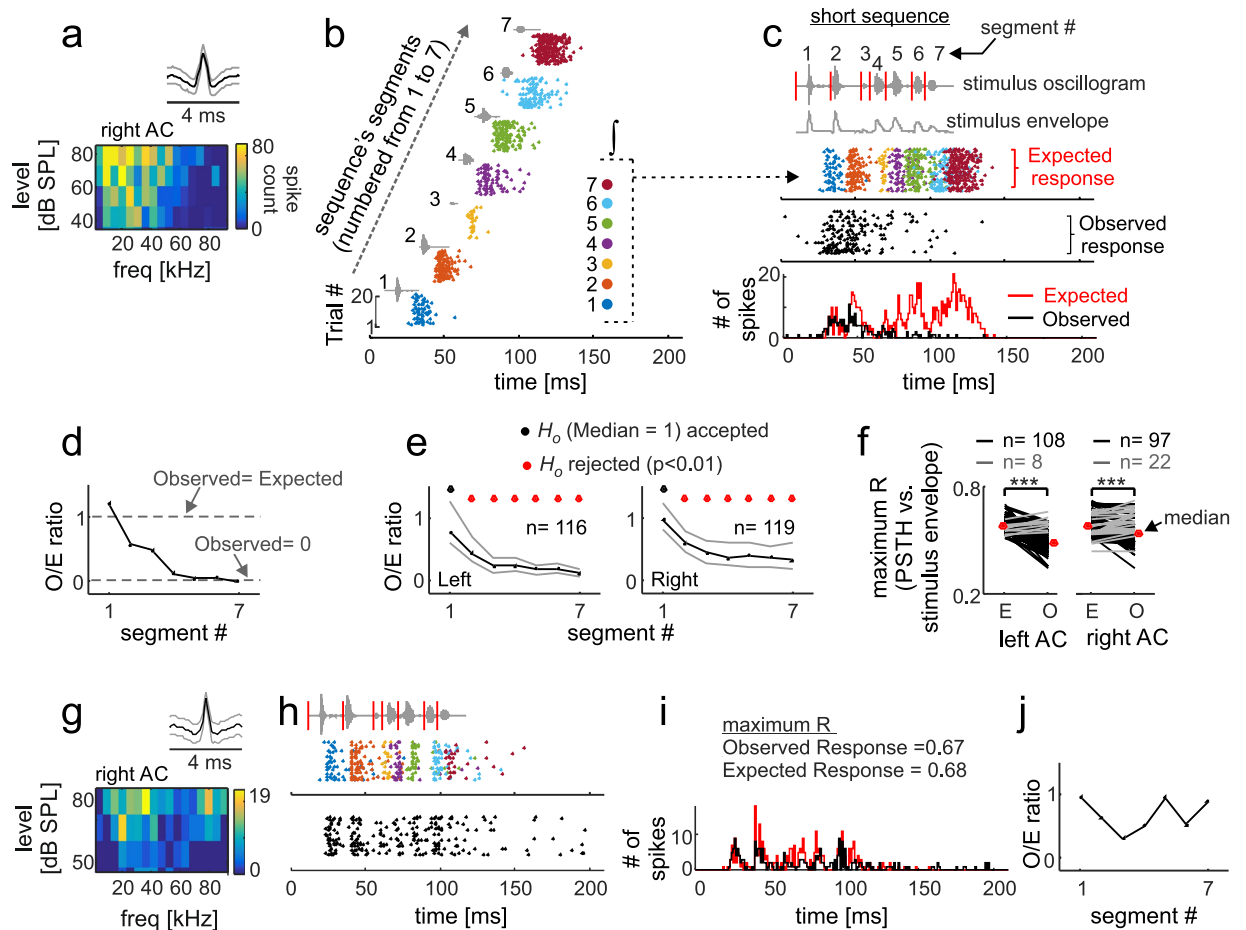 a
4 ms
right AC
80
60
40
level
[dB SPL]
20 40 60 80
freq [kHz]
80
0
spike
count
b
sequence's segments
(numbered from 1 to 7)
7
6
5
4
3
2
1
Trial #
20
1
∫
7
6
5
4
3
2
1
0 50 100 150 200
time [ms]
c
short sequence
segment #
1 2 3 4 5 6 7
stimulus oscillogram
stimulus envelope
Expected
response
Observed
response
# of
spikes
20
0
Expected
Observed
0 50 100 150 200
time [ms]
d
Observed= Expected
Observed= 0
O/E ratio
1
0
1 7
segment #
e
Ho (Median = 1) accepted
Ho rejected (p<0.01)
O/E ratio
1
0
n= 116
Left
1 7
1
0
n= 119
Right
1 7
segment #
f
n= 108
n= 8
n= 97
n= 22
***
***
maximum R
(PSTH vs.
stimulus envelope)
0.8
0.2
median
E O
E O
left AC
right AC
g
4 ms
right AC
80
50
level
[dB SPL]
20 40 60 80
freq [kHz]
19
0
h
0 50 100 150 200
time [ms]
i
maximum R
Observed Response =0.67
Expected Response = 0.68
# of
spikes
10
0
0 50 100 150 200
time [ms]
j
O/E ratio
1
0
1 7
segment #